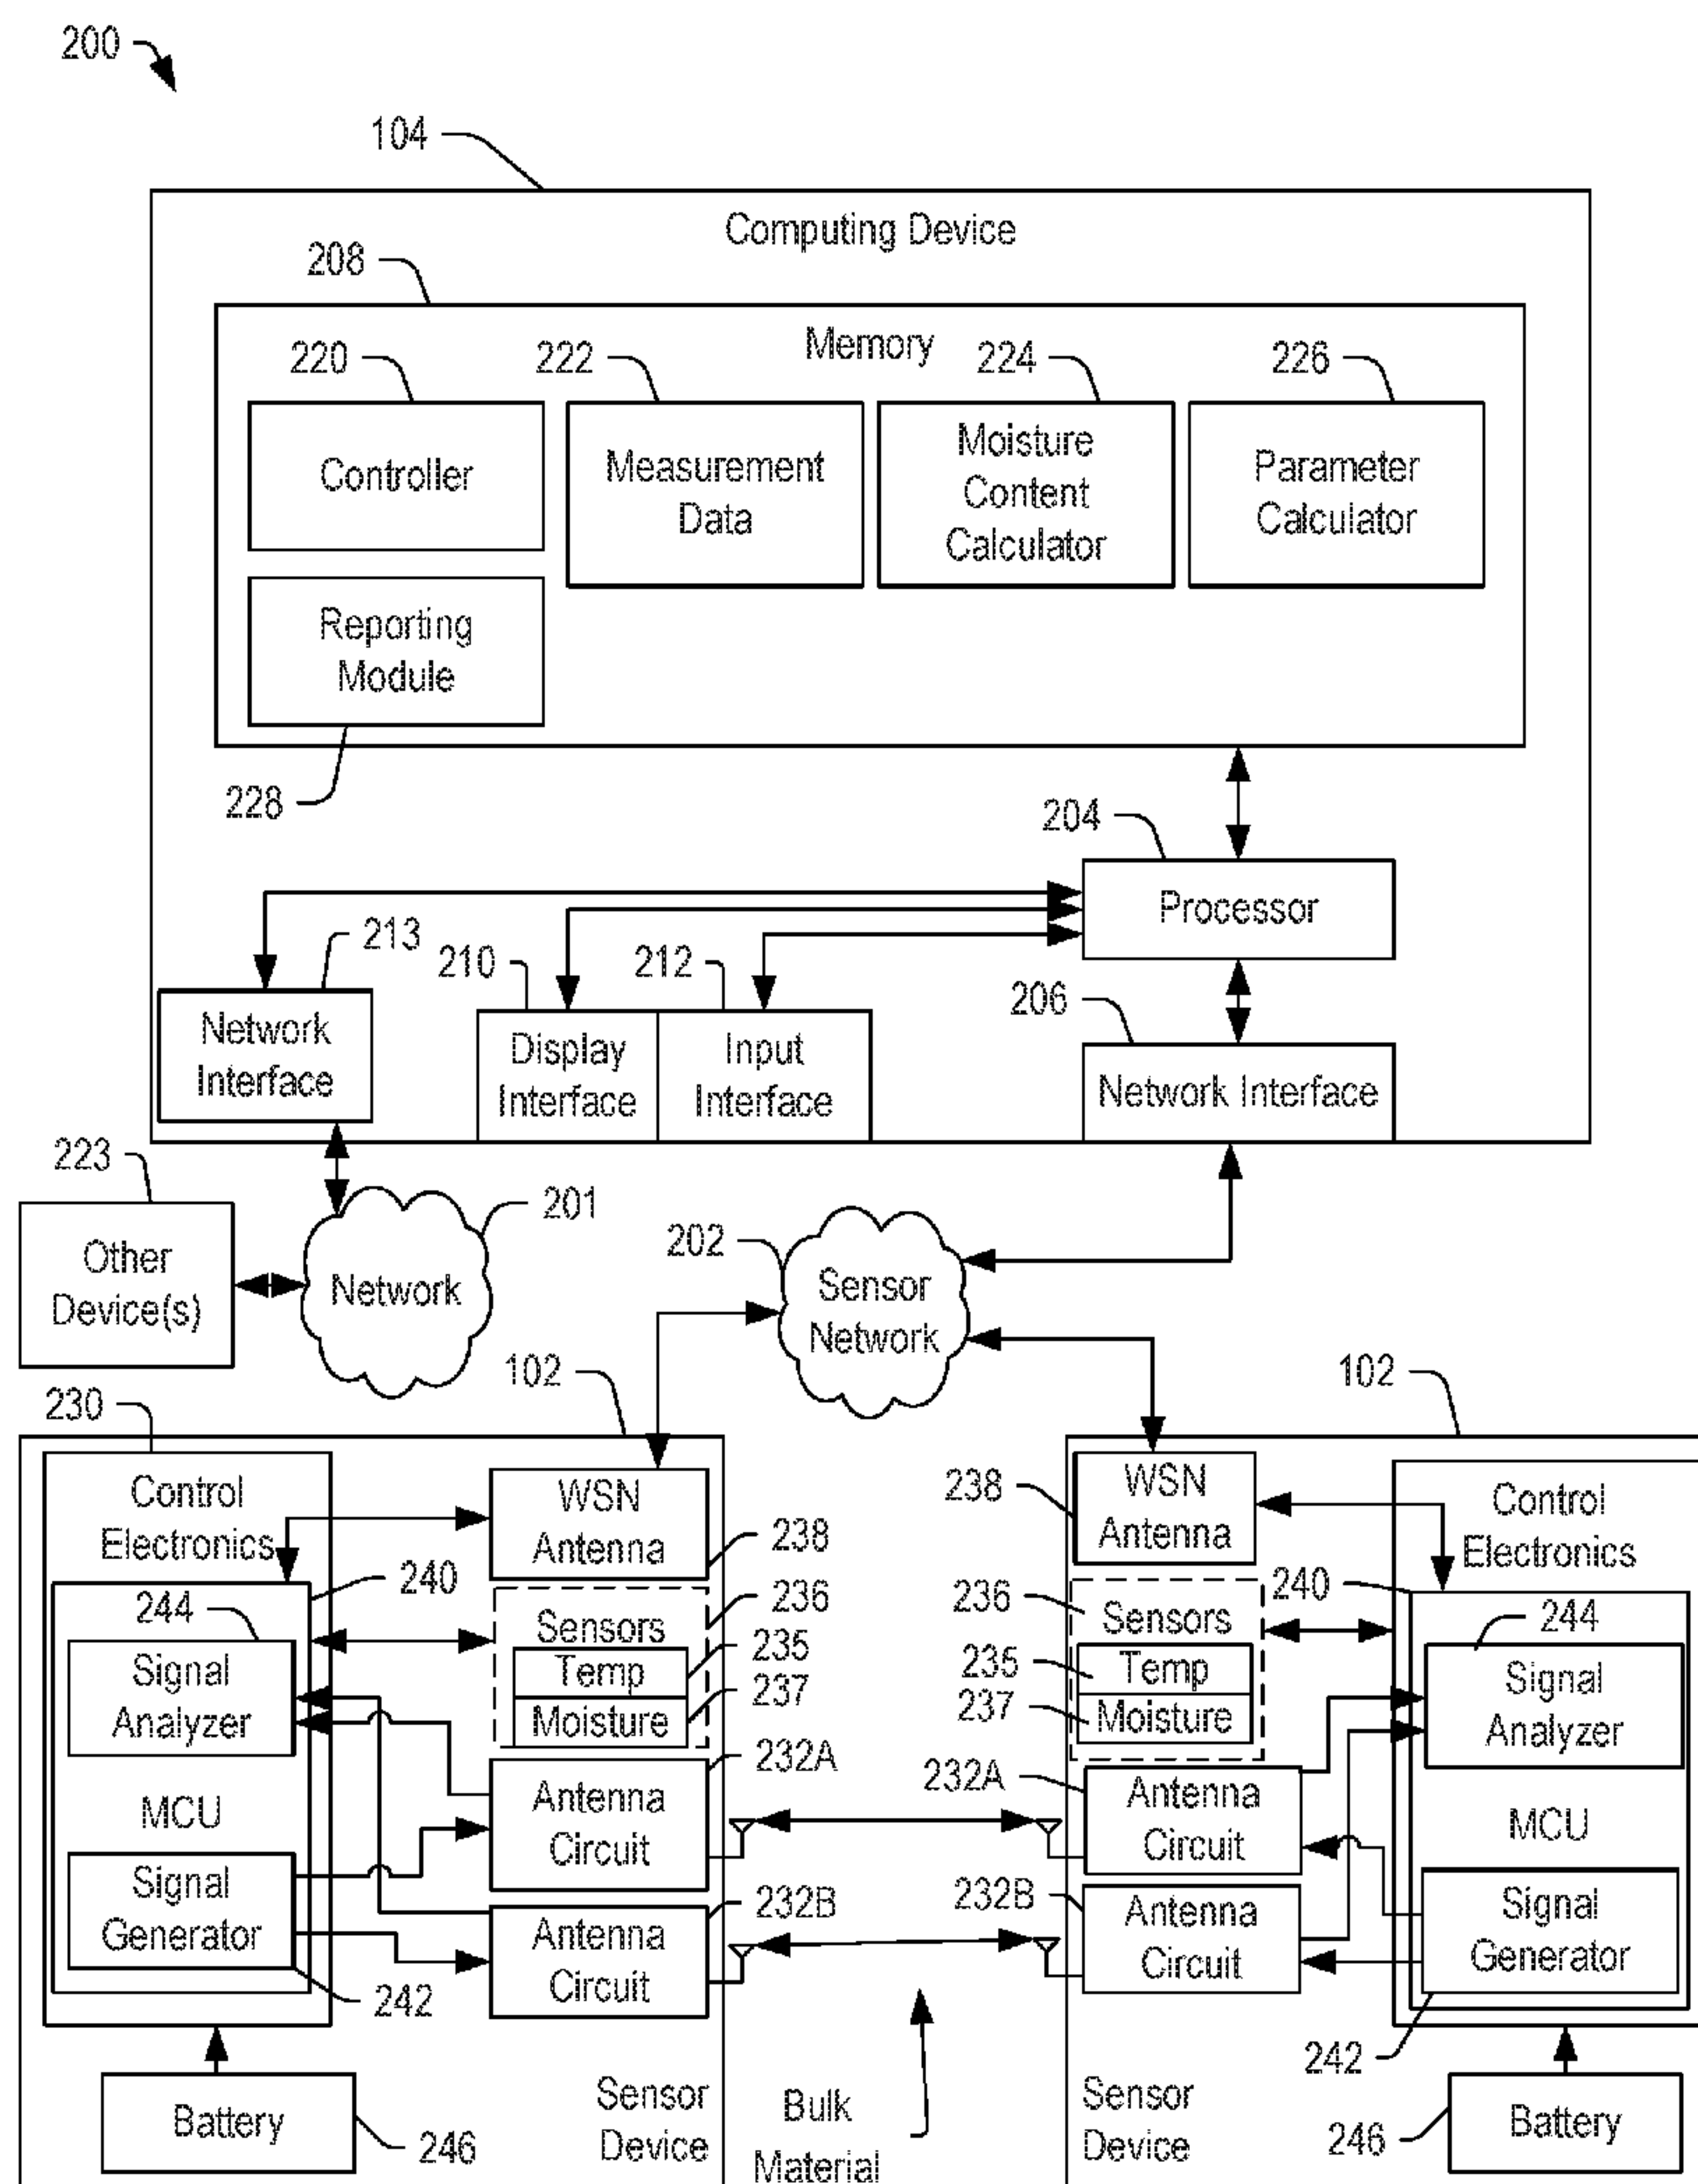 200
104
Computing Device
208
Memory
220
222
224
226
Controller
Measurement
Data
Moisture
Content
Calculator
Parameter
Calculator
Reporting
Module
228
204
Processor
213
210
212
206
Network
Interface
Display
Interface
Input
Interface
Network Interface
223
Other
Device(s)
201
Network
202
Sensor
Network
102
102
230
Control
Electronics
WSN
Antenna
238
240
244
Signal
Analyzer
236
Sensors
235
Temp
237
Moisture
232A
MCU
Antenna
Circuit
Signal
Generator
232B
Antenna
Circuit
242
Battery
246
Sensor
Device
Bulk
Material
238
WSN
Antenna
Control
Electronics
236
Sensors
240
244
235
Temp
237
Moisture
Signal
Analyzer
232A
Antenna
Circuit
MCU
232B
Antenna
Circuit
Signal
Generator
242
Sensor
Device
246
Battery